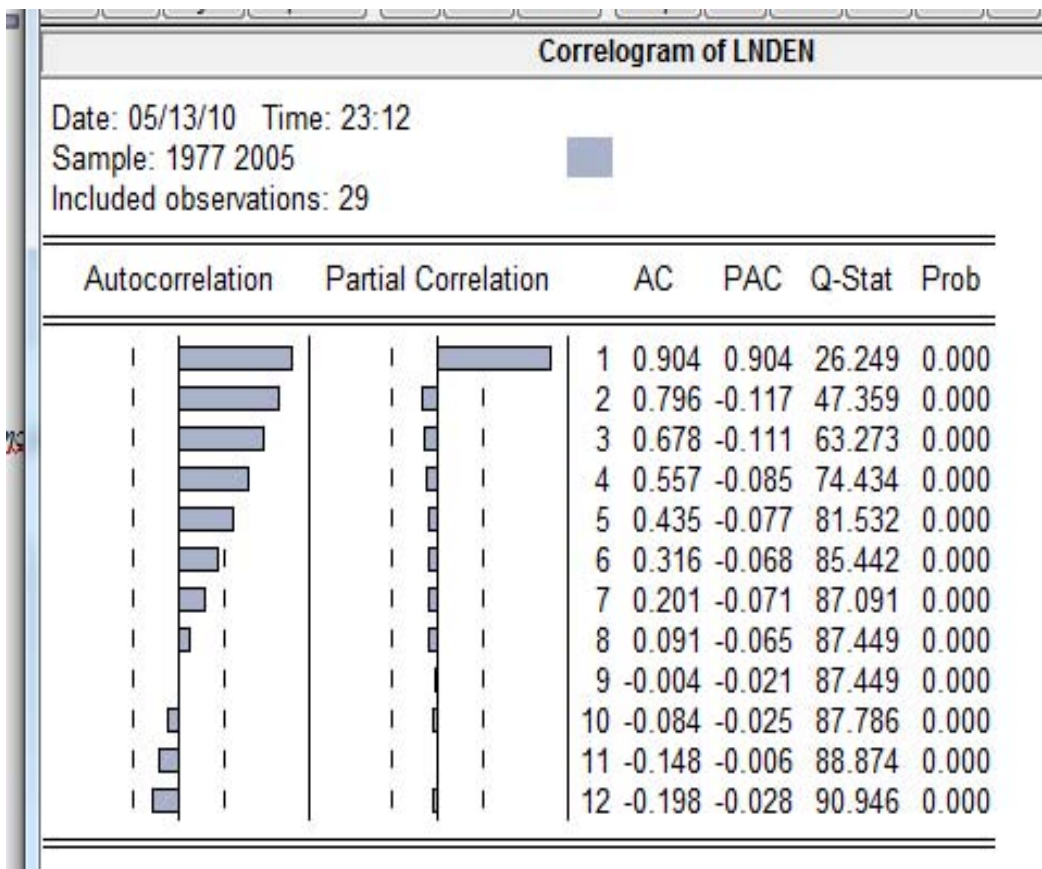 Correlogram of LNDEN
Date: 05/13/10 Time: 23:12
Sample: 1977 2005
Included observations: 29
Autocorrelation Partial Correlation AC PAC Q-Stat Prob
1 0.904 0.904 26.249 0.000
2 0.796 -0.117 47.359 0.000
3 0.678 -0.111 63.273 0.000
4 0.557 -0.085 74.434 0.000
5 0.435 -0.077 81.532 0.000
6 0.316 -0.068 85.442 0.000
7 0.201 -0.071 87.091 0.000
8 0.091 -0.065 87.449 0.000
9 -0.004 -0.021 87.449 0.000
10 -0.084 -0.025 87.786 0.000
11 -0.148 -0.006 88.874 0.000
12 -0.198 -0.028 90.946 0.000